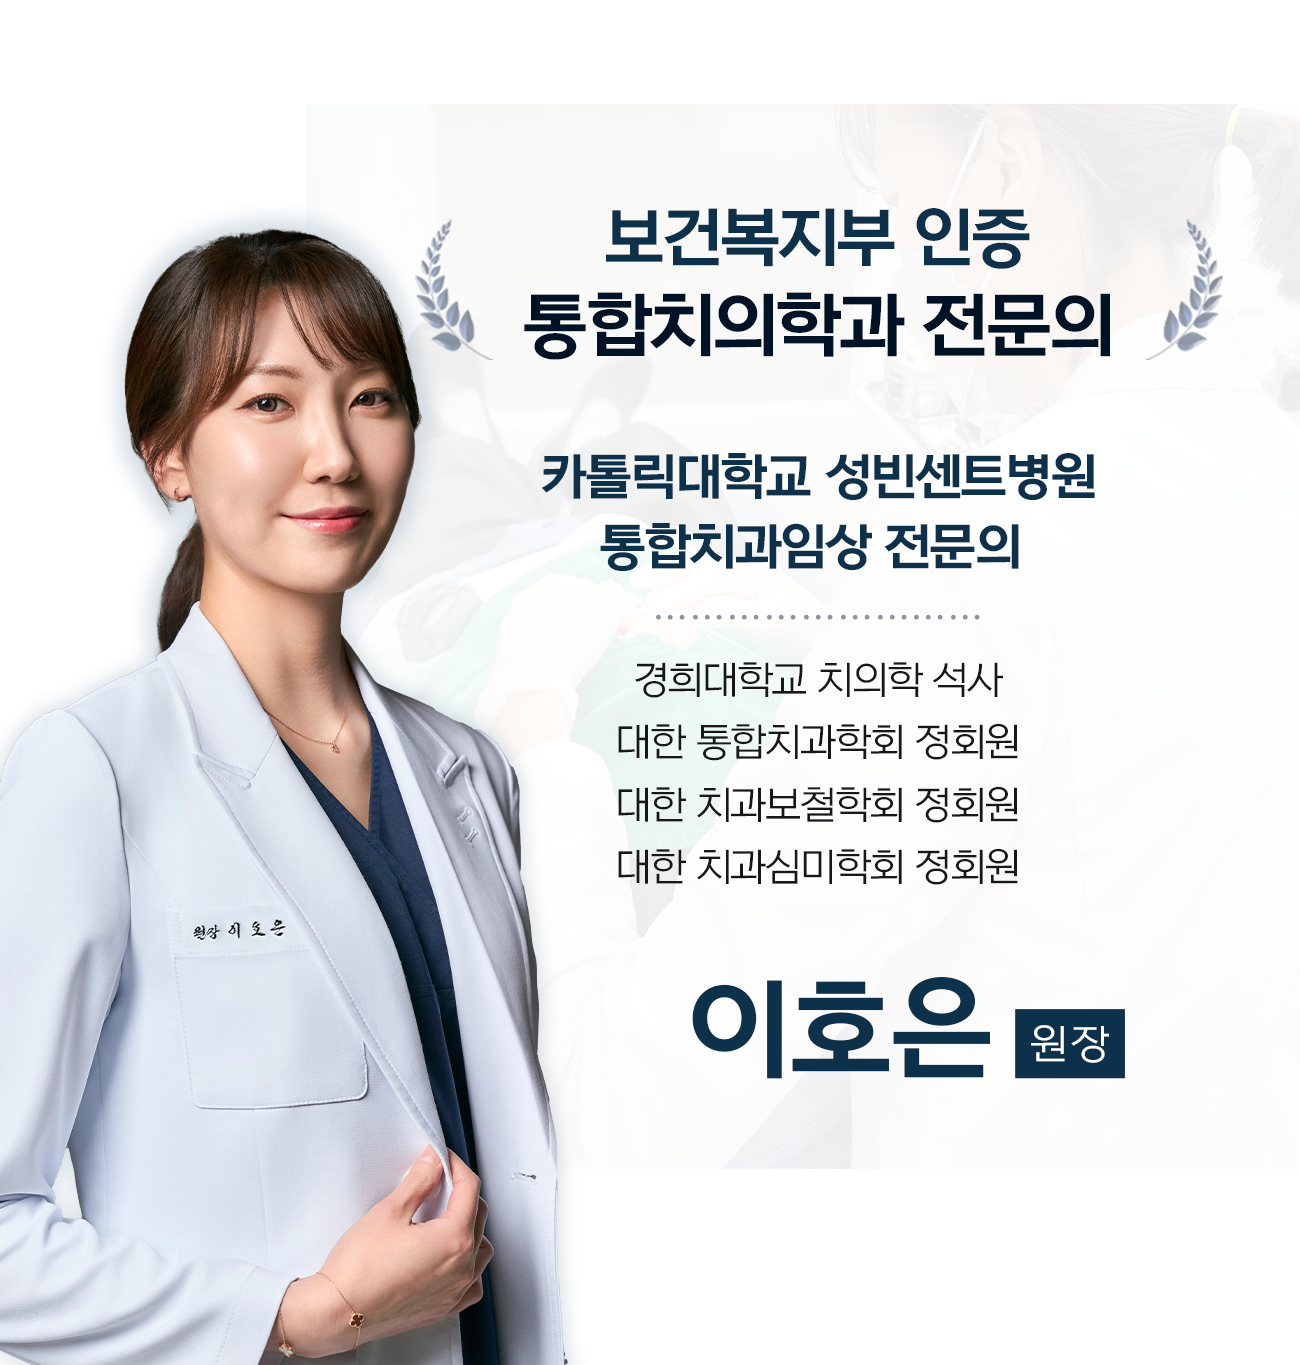 보건복지부 인증
통합치의학과 전문의
카톨릭대학교 성빈센트병원
통합치과임상 전문의
경희대학교 치의학 석사
대한 통합치과학회 정회원
대한 치과보철학회 정회원
대한 치과심미학회 정회원
이호은 원장
원장 이호은